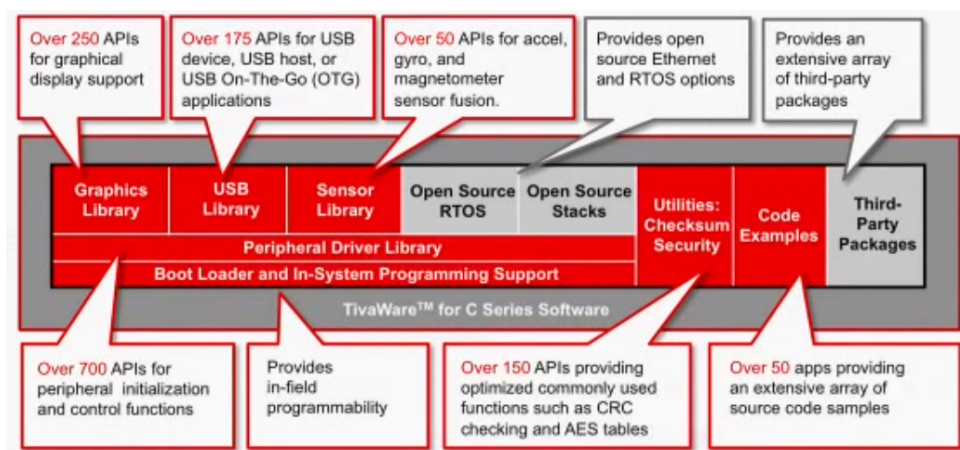 Over 250 APIs
for graphical
display support
Over 175 APIs for USB
device, USB host, or
USB On-The-Go (OTG)
applications
Over 50 APIs for accel,
gyro, and
magnetometer
sensor fusion.
Provides open
source Ethernet
and RTOS options
Provides an
extensive array
of third-party
packages
Graphics
Library
USB
Library
Sensor
Library
Open Source
RTOS
Open Source
Stacks
Utilities:
Checksum
Security
Code
Examples
Third-
Party
Packages
Peripheral Driver Library
Boot Loader and In-System Programming Support
TivaWare™ for C Series Software
Over 700 APIs for
peripheral initialization
and control functions
Provides
in-field
programmability
Over 150 APIs providing
optimized commonly used
functions such as CRC
checking and AES tables
Over 50 apps providing
an extensive array of
source code samples